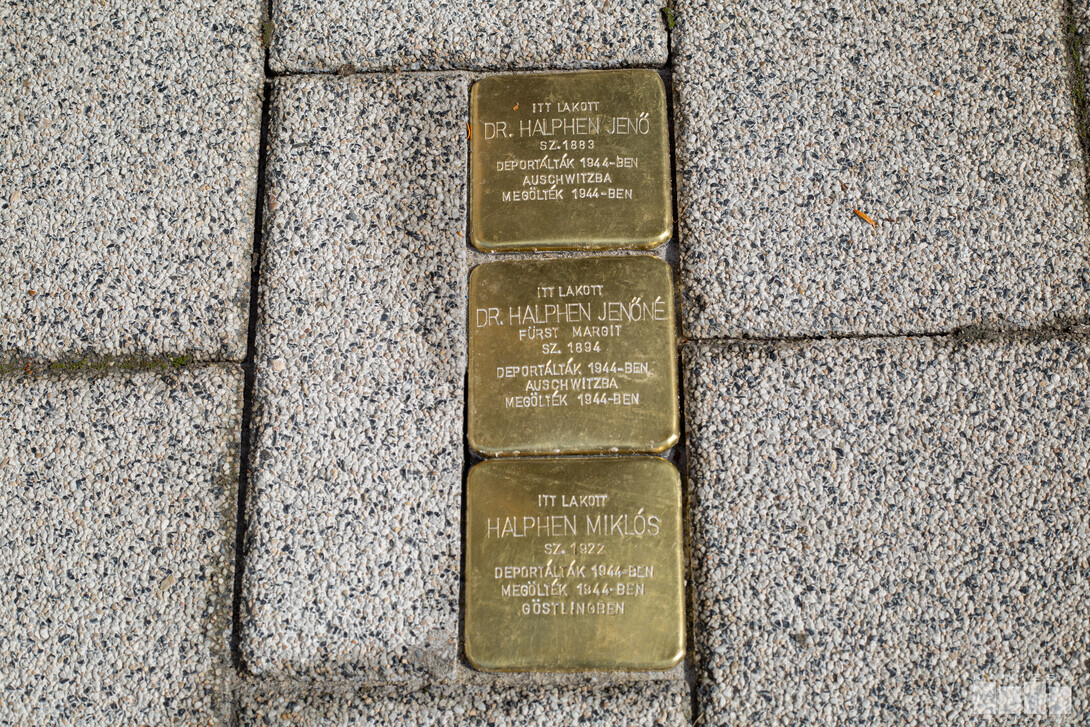 ITT LAKOTT
DR. HALPHEN JENŐ
SZ. 1883
DEPORTÁLTÁK 1944-BEN
AUSCHWITZBA
MEGÖLTÉK 1944-BEN
ITT LAKOTT
DR. HALPHEN JENŐNÉ
FÜRST MARGIT
SZ. 1894
DEPORTÁLTÁK 1944-BEN
AUSCHWITZBA
MEGÖLTÉK 1944-BEN
ITT LAKOTT
HALPHEN MIKLÓS
SZ. 1922
DEPORTÁLTÁK 1944-BEN
MEGÖLTÉK 1944-BEN
GÖSTLINGBEN